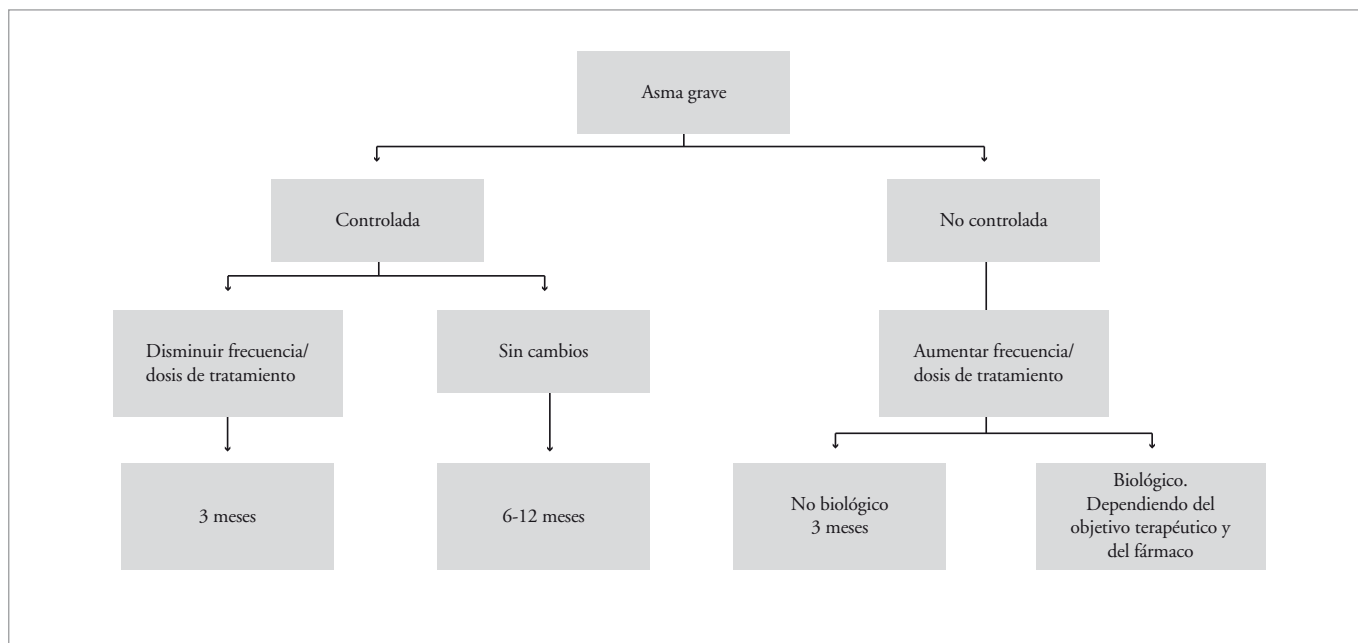 Asma grave
Controlada
No controlada
Disminuir frecuencia/
dosis de tratamiento
Sin cambios
Aumentar frecuencia/
dosis de tratamiento
3 meses
6-12 meses
No biológico
3 meses
Biológico.
Dependiendo del
objetivo terapéutico y
del fármaco